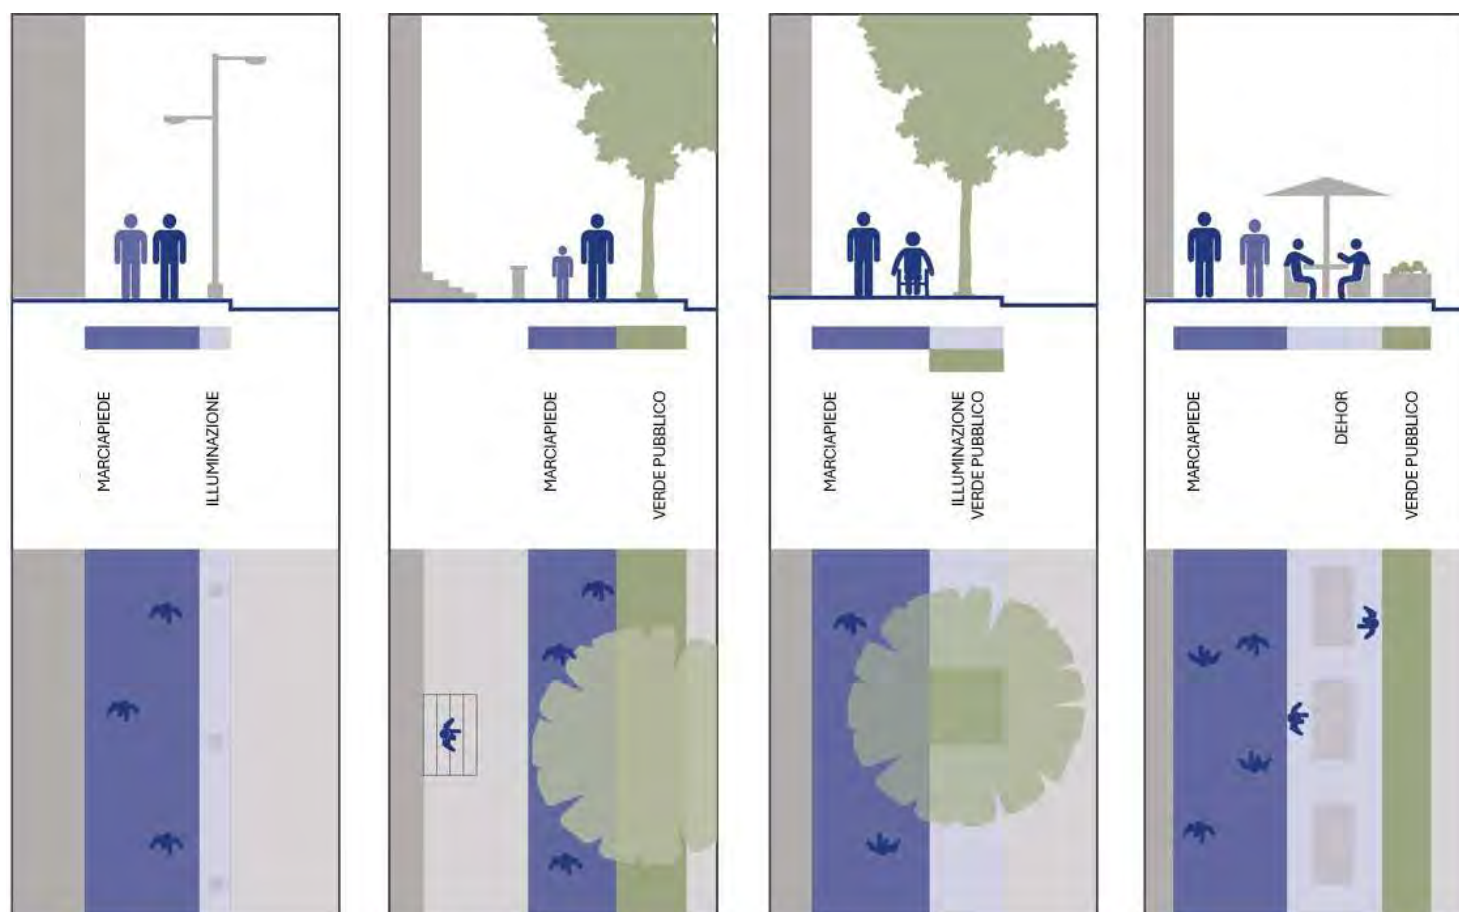 MARCIAPIEDE
ILLUMINAZIONE
MARCIAPIEDE
VERDE PUBBLICO
MARCIAPIEDE
ILLUMINAZIONE
VERDE PUBBLICO
MARCIAPIEDE
DEHOR
VERDE PUBBLICO